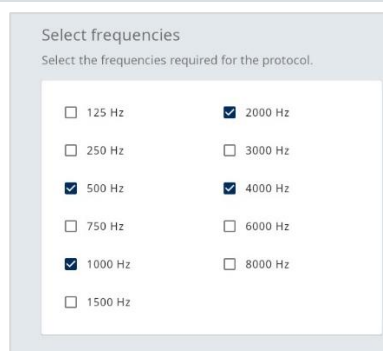 Select frequencies
Select the frequencies required for the protocol.
125 Hz
250 Hz
500 Hz
750 Hz
1000 Hz
1500 Hz
2000 Hz
3000 Hz
4000 Hz
6000 Hz
8000 Hz